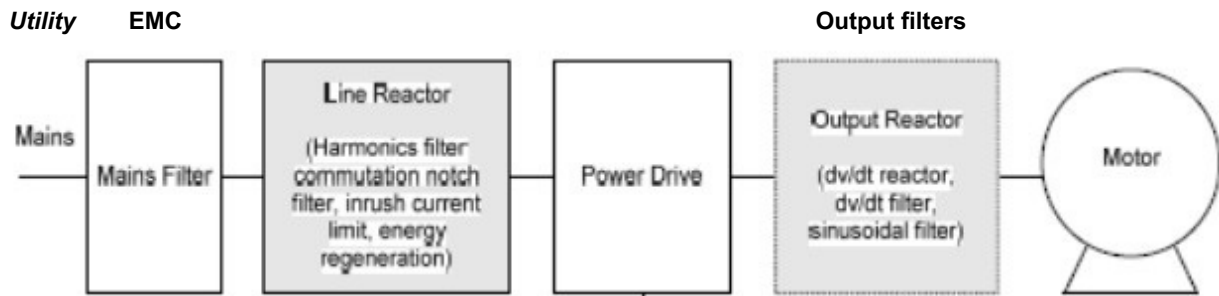 Utility EMC Output filters
Mains
Mains Filter
Line Reactor
(Harmonics filter
commutation notch
filter, inrush current
limit, energy
regeneration)
Power Drive
Output Reactor
(dv/dt reactor,
dv/dt filter,
sinusoidal filter)
Motor